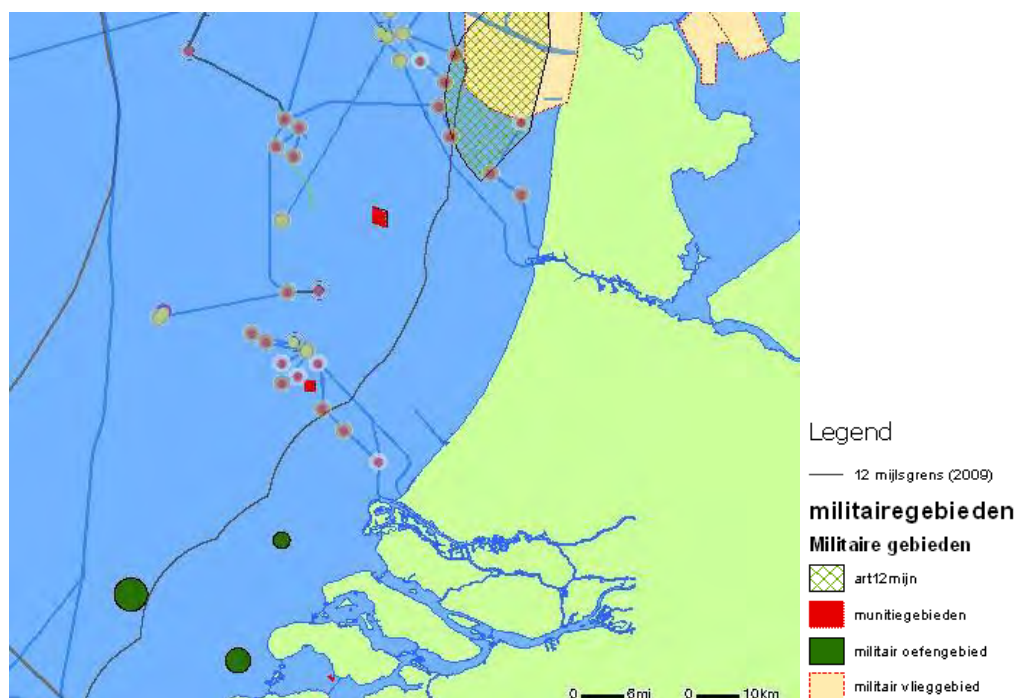 Legend
12 mijlsgrens (2009)
militairegebieden
Militaire gebieden
art12mijn
munitiegebieden
militair oefengebied
militair vlieggebied
0 6mi 0 10Km